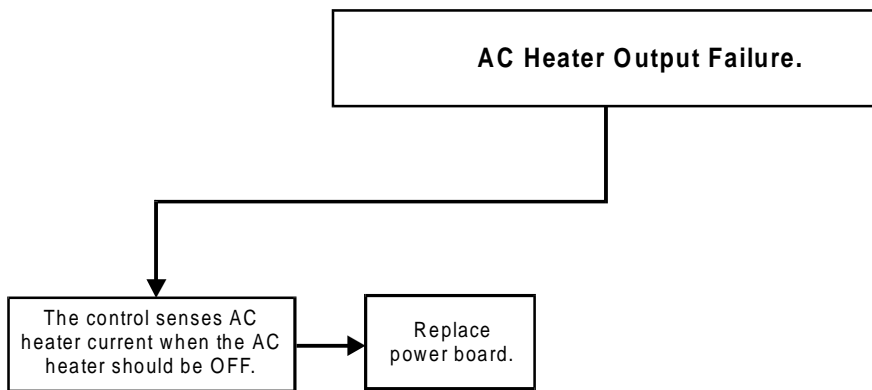 AC Heater Output Failure.
The control senses AC
heater current when the AC
heater should be OFF.
Replace
power board.